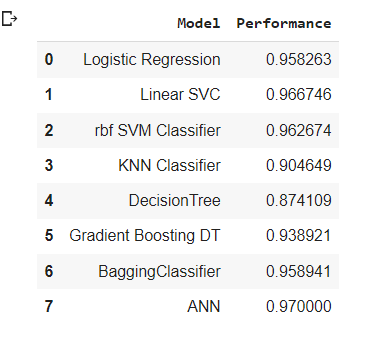 Model Performance
0 Logistic Regression 0.958263
1 Linear SVC 0.966746
2 rbf SVM Classifier 0.962674
3 KNN Classifier 0.904649
4 DecisionTree 0.874109
5 Gradient Boosting DT 0.938921
6 BaggingClassifier 0.958941
7 ANN 0.970000